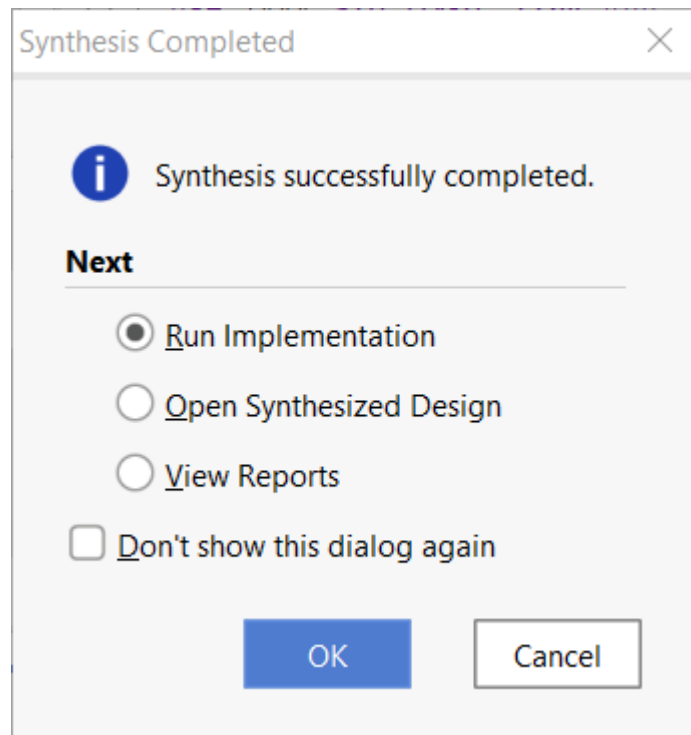 Synthesis Completed
Synthesis successfully completed.
Next
Run Implementation
Open Synthesized Design
View Reports
Don't show this dialog again
OK
Cancel